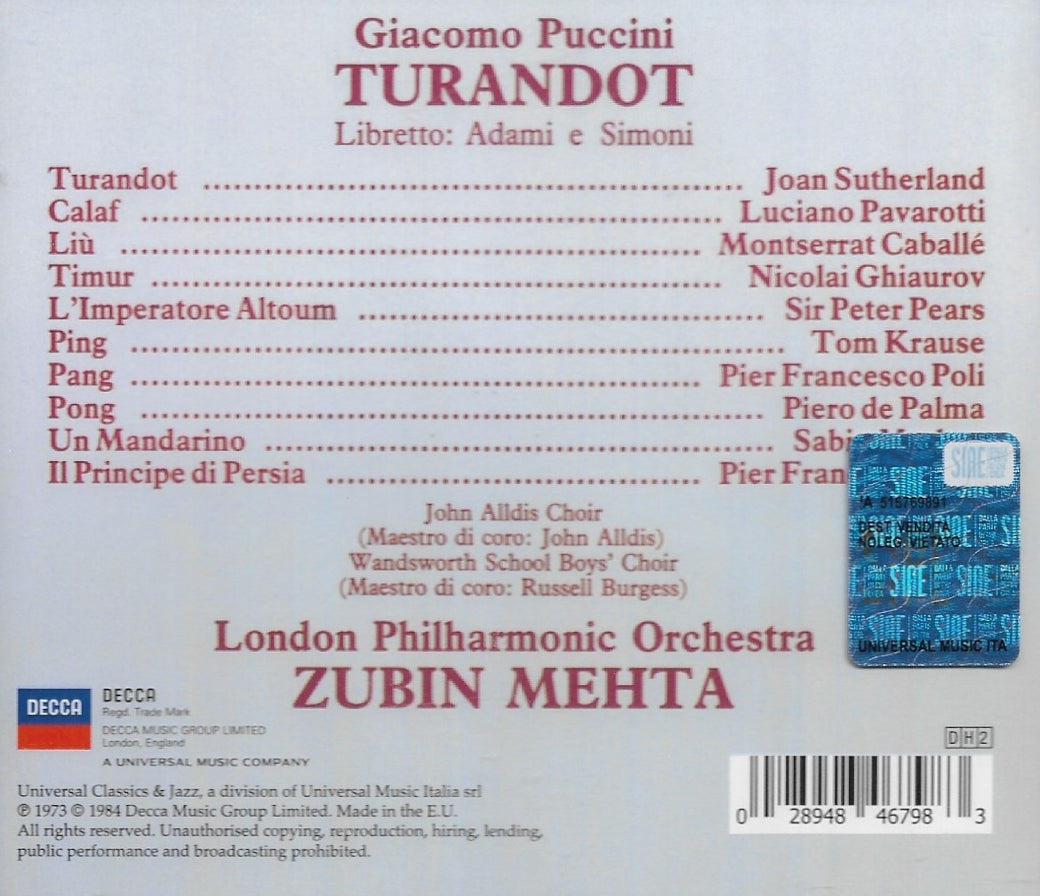 Giacomo Puccini
TURANDOT
Libretto: Adami e Simoni
Turandot ........ Joan Sutherland
Calaf ........ Luciano Pavarotti
Liù ........ Montserrat Caballé
Timur ........ Nicolai Ghiaurov
L'Imperatore Altoum ........ Sir Peter Pears
Ping ........ Tom Krause
Pang ........ Pier Francesco Poli
Pong ........ Piero de Palma
Un Mandarino ........
Il Principe di Persia ........ Pier
SIAE
515769891
DEST VENDITA
NOLEG VIETATO
SIAE
UNIVERSAL MUSIC ITA
John Alldis Choir
(Maestro di coro: John Alldis)
Wandsworth School Boys' Choir
(Maestro di coro: Russell Burgess)
London Philharmonic Orchestra
ZUBIN MEHTA
DECCA
DECCA
Regd. Trade Mark
DECCA MUSIC GROUP LIMITED
London, England
A UNIVERSAL MUSIC COMPANY
DH2
Universal Classics & Jazz, a division of Universal Music Italia srl
℗ 1973 © 1984 Decca Music Group Limited. Made in the E.U.
All rights reserved. Unauthorised copying, reproduction, hiring, lending,
public performance and broadcasting prohibited.
0 28948 46798 3